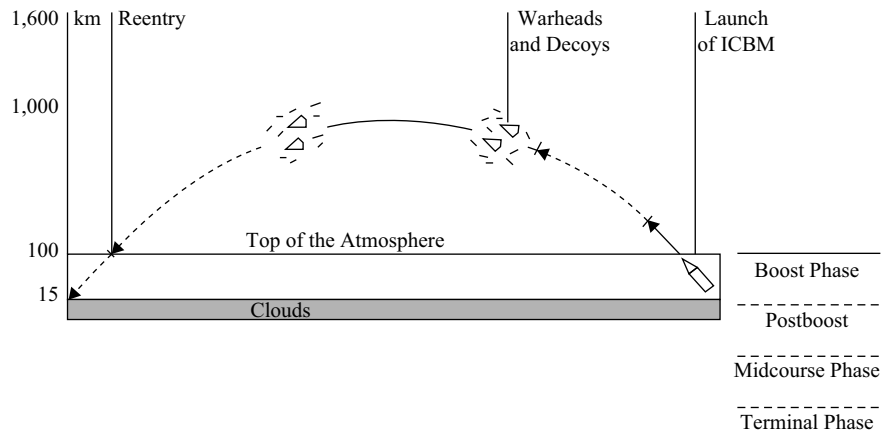 1,600
km
Reentry
Warheads
and Decoys
Launch
of ICBM
1,000
100
Top of the Atmosphere
15
Clouds
Boost Phase
Postboost
Midcourse Phase
Terminal Phase